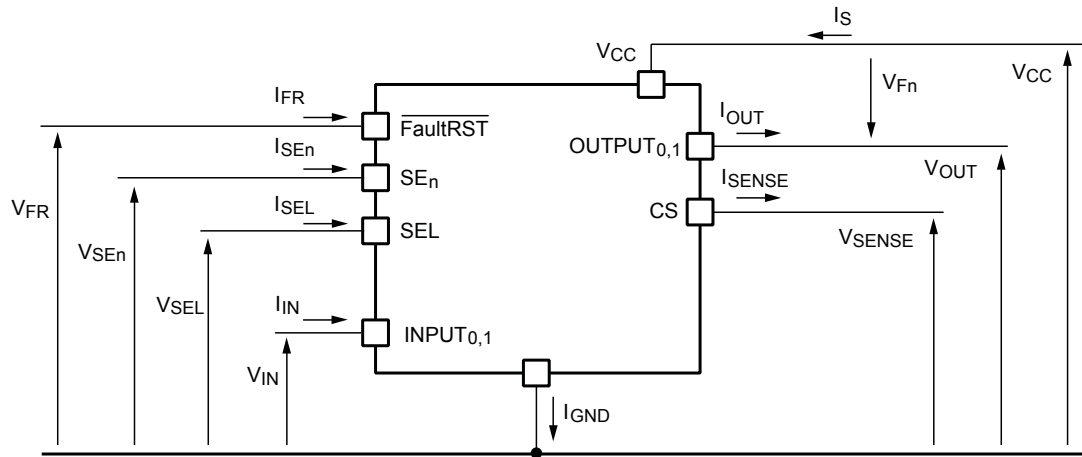 IS
VCC
VCC
VFn
IFR
FaultRST
IOUT
OUTPUT0,1
ISEn
SEn
VOUT
ISENSE
ISEL
SEL
CS
VFR
VSENSE
VSEn
VSEL
IIN
INPUT0,1
VIN
IGND